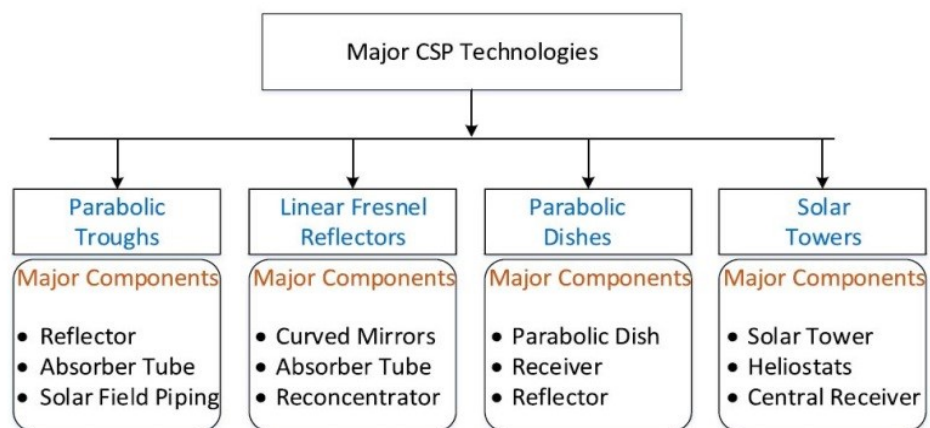 Major CSP Technologies
Parabolic
Troughs
Linear Fresnel
Reflectors
Parabolic
Dishes
Solar
Towers
Major Components
• Reflector
• Absorber Tube
• Solar Field Piping
Major Components
• Curved Mirrors
• Absorber Tube
• Reconcentrator
Major Components
• Parabolic Dish
• Receiver
• Reflector
Major Components
• Solar Tower
• Heliostats
• Central Receiver